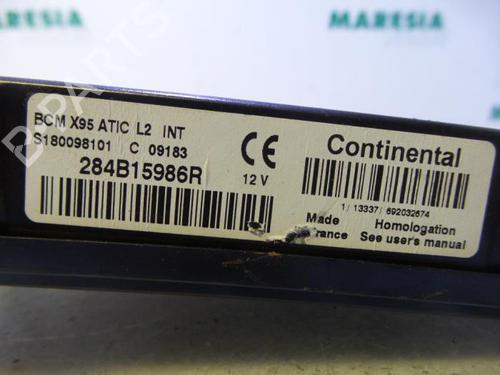 MARESIA
MARESIA
B-PARTS
BCM X95 ATIC L2 INT
S180098101 C 09183
284B15986R
12 V
CE
Continental
1/ 13337/ 692032674
Made Homologation
rance See user's manual